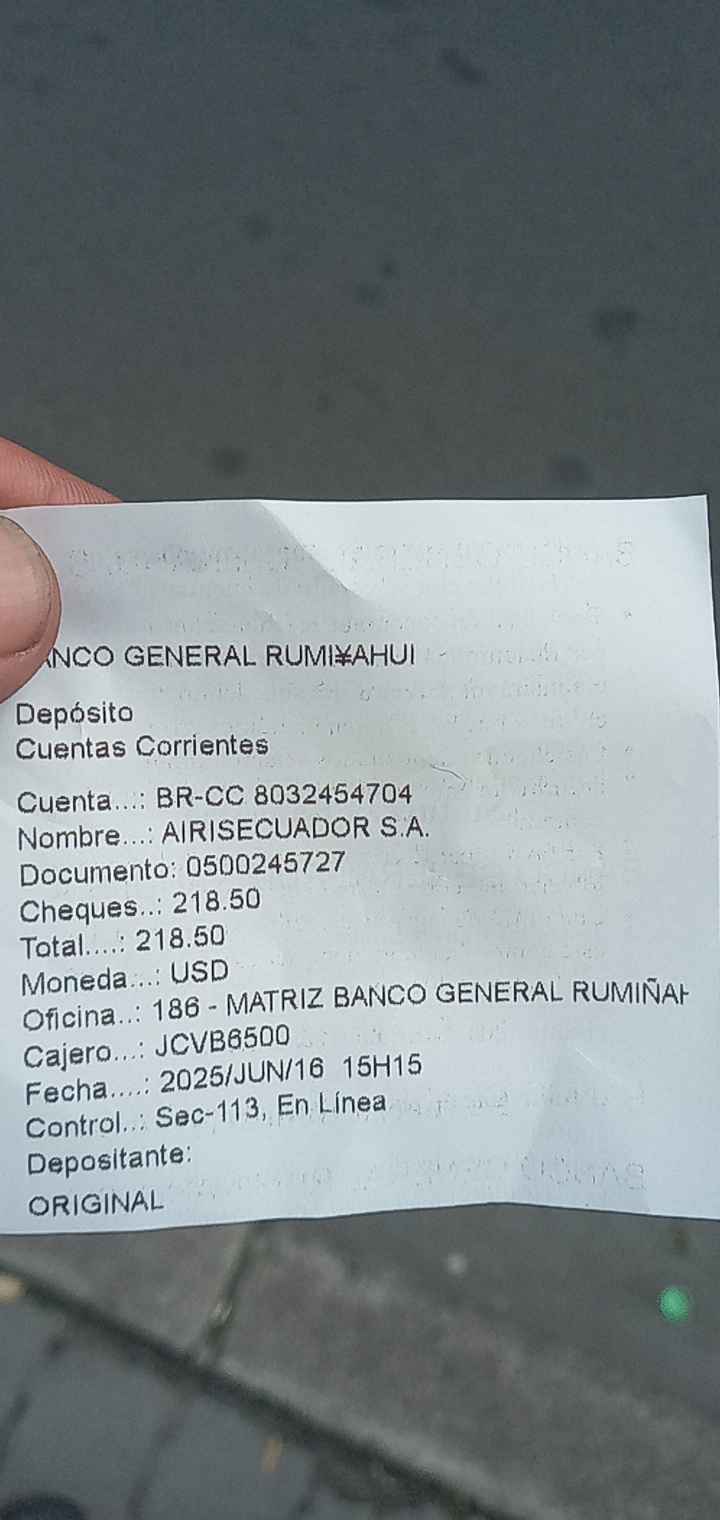 BANCO GENERAL RUMI¥AHUI
Depósito
Cuentas Corrientes
Cuenta...: BR-CC 8032454704
Nombre...: AIRISECUADOR S.A.
Documento: 0500245727
Cheques..: 218.50
Total....: 218.50
Moneda...: USD
Oficina..: 186 - MATRIZ BANCO GENERAL RUMIÑAH
Cajero...: JCVB6500
Fecha....: 2025/JUN/16 15H15
Control..: Sec-113, En Línea
Depositante:
ORIGINAL